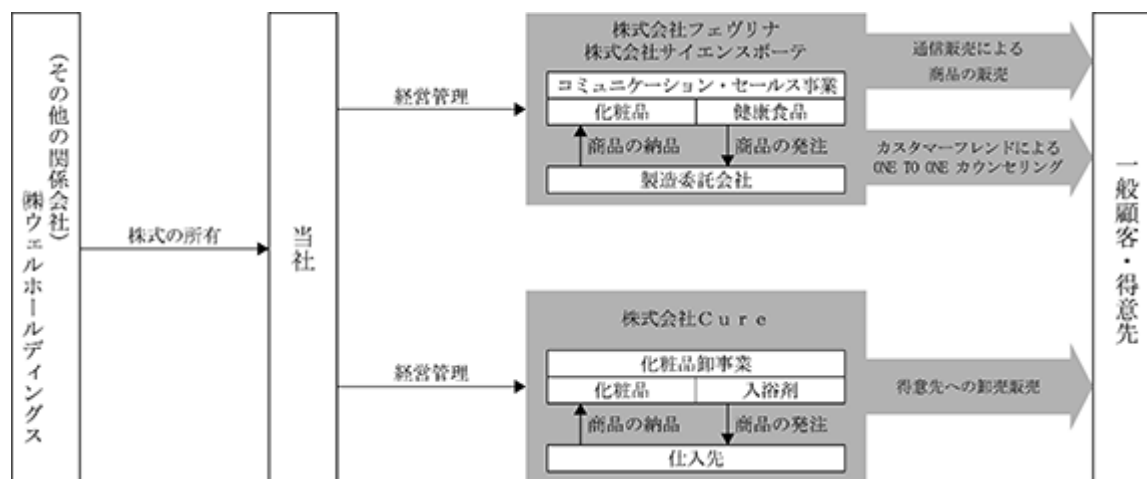 (その他の関係会社)
㈱ウェルホールディングス
株式の所有
当社
経営管理
株式会社フェヴリナ
株式会社サイエンスボーテ
コミュニケーション・セールス事業
化粧品
健康食品
商品の納品
商品の発注
製造委託会社
通信販売による
商品の販売
カスタマーフレンドによる
ONE TO ONE カウンセリング
経営管理
株式会社Cure
化粧品卸事業
化粧品
入浴剤
商品の納品
商品の発注
仕入先
得意先への卸売販売
一般顧客・得意先